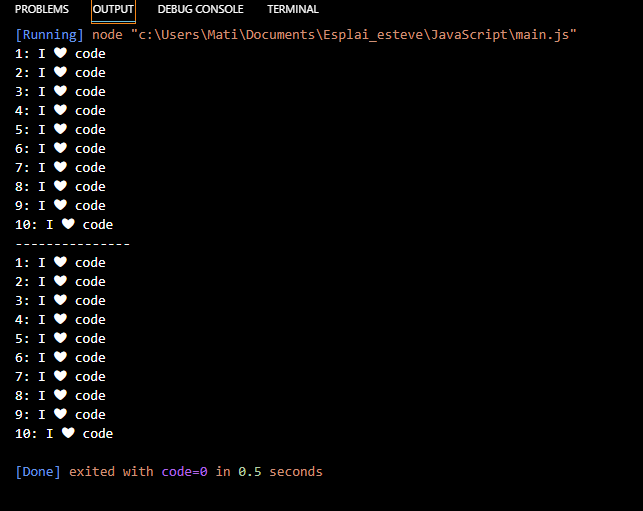 PROBLEMS OUTPUT DEBUG CONSOLE TERMINAL
[Running] node "c:\Users\Mati\Documents\Esplai_esteve\JavaScript\main.js"
1: I ♥ code
2: I ♥ code
3: I ♥ code
4: I ♥ code
5: I ♥ code
6: I ♥ code
7: I ♥ code
8: I ♥ code
9: I ♥ code
10: I ♥ code
---------------
1: I ♥ code
2: I ♥ code
3: I ♥ code
4: I ♥ code
5: I ♥ code
6: I ♥ code
7: I ♥ code
8: I ♥ code
9: I ♥ code
10: I ♥ code
[Done] exited with code=0 in 0.5 seconds